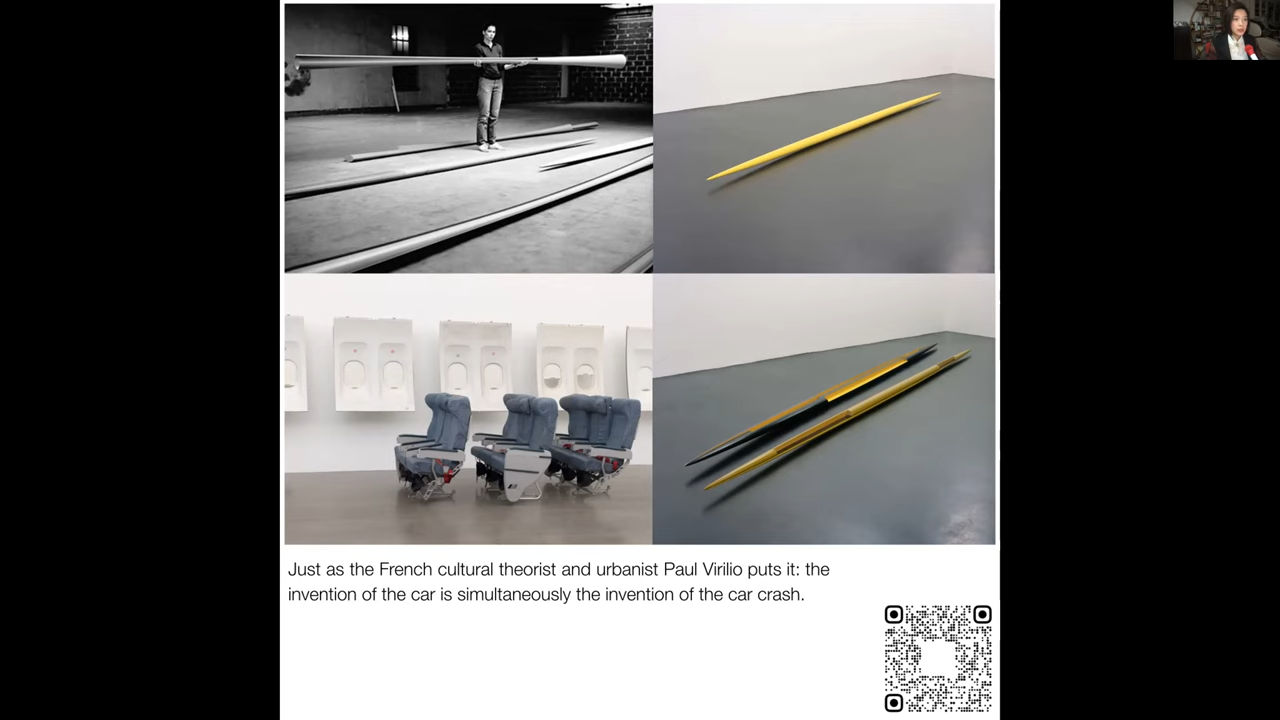 Just as the French cultural theorist and urbanist Paul Virilio puts it: the
invention of the car is simultaneously the invention of the car crash.